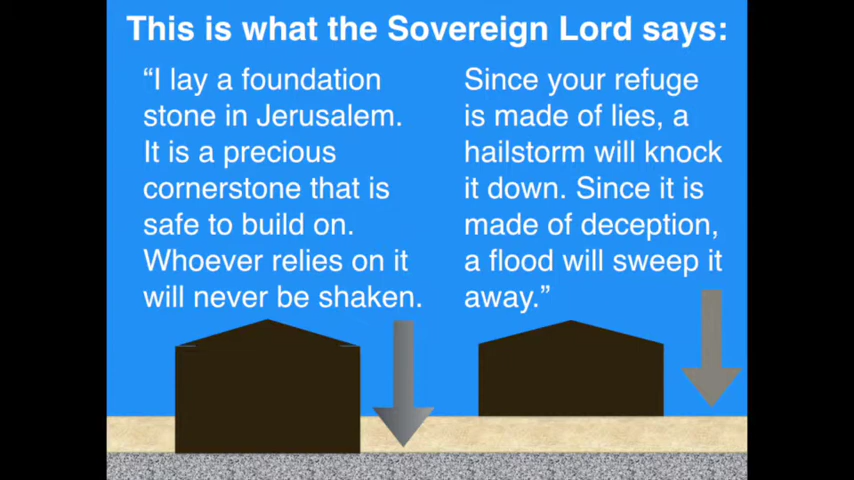 This is what the Sovereign Lord says:
“I lay a foundation
stone in Jerusalem.
It is a precious
cornerstone that is
safe to build on.
Whoever relies on it
will never be shaken.
Since your refuge
is made of lies, a
hailstorm will knock
it down. Since it is
made of deception,
a flood will sweep it
away.”